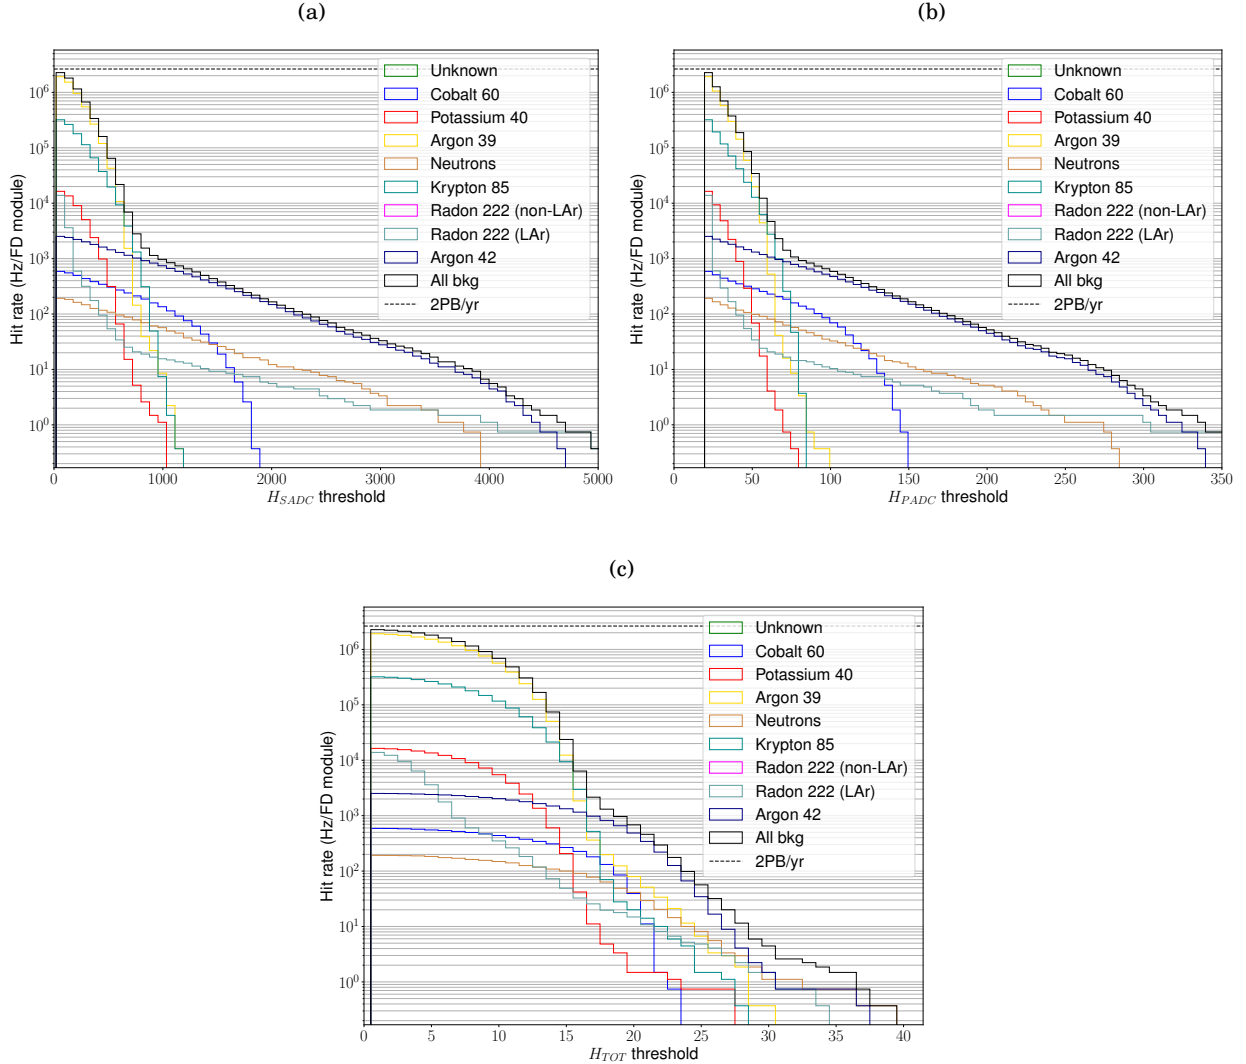 (a)
Hit rate (Hz/FD module)
10^6
10^5
10^4
10^3
10^2
10^1
10^0
Unknown
Cobalt 60
Potassium 40
Argon 39
Neutrons
Krypton 85
Radon 222 (non-LAr)
Radon 222 (LAr)
Argon 42
All bkg
2PB/yr
0 1000 2000 3000 4000 5000
H_SADC threshold
(b)
Hit rate (Hz/FD module)
10^6
10^5
10^4
10^3
10^2
10^1
10^0
Unknown
Cobalt 60
Potassium 40
Argon 39
Neutrons
Krypton 85
Radon 222 (non-LAr)
Radon 222 (LAr)
Argon 42
All bkg
2PB/yr
0 50 100 150 200 250 300 350
H_PADC threshold
(c)
Hit rate (Hz/FD module)
10^6
10^5
10^4
10^3
10^2
10^1
10^0
Unknown
Cobalt 60
Potassium 40
Argon 39
Neutrons
Krypton 85
Radon 222 (non-LAr)
Radon 222 (LAr)
Argon 42
All bkg
2PB/yr
0 5 10 15 20 25 30 35 40
H_TOT threshold